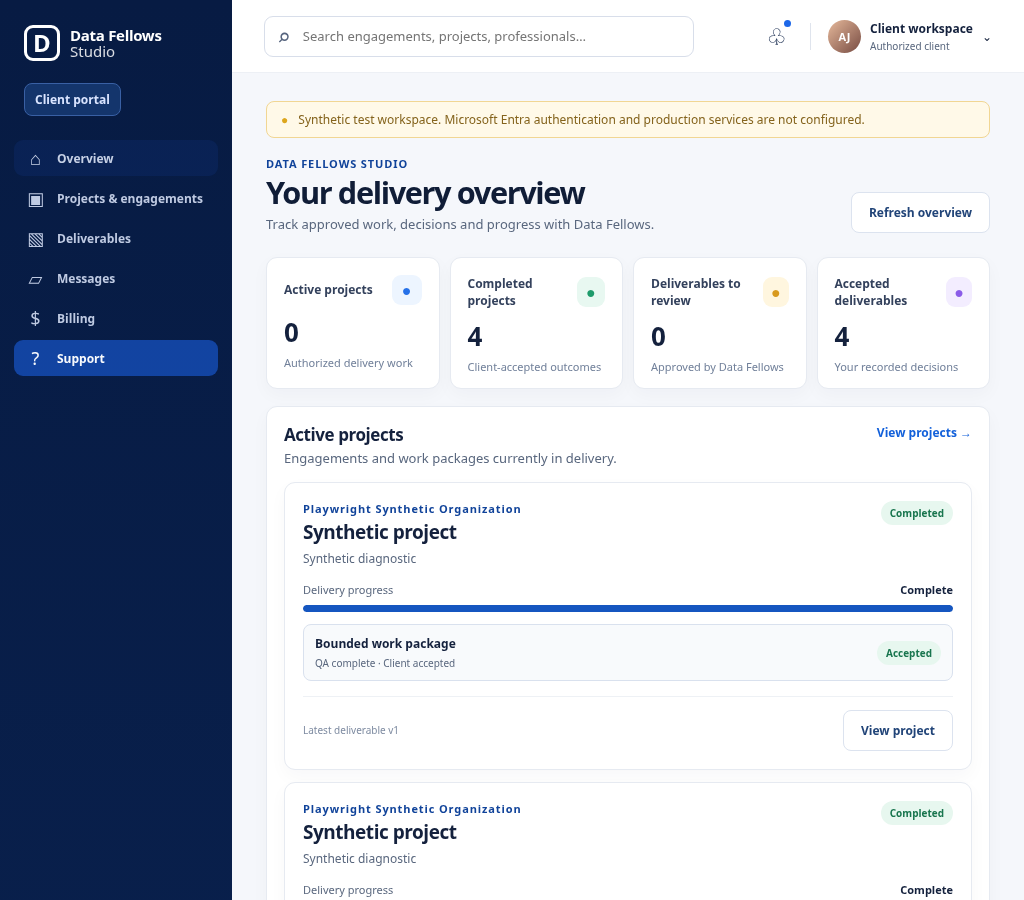 D
Data Fellows
Studio
Client portal
Overview
Projects & engagements
Deliverables
Messages
$ Billing
? Support
Search engagements, projects, professionals...
AJ
Client workspace
Authorized client
Synthetic test workspace. Microsoft Entra authentication and production services are not configured.
DATA FELLOWS STUDIO
Your delivery overview
Track approved work, decisions and progress with Data Fellows.
Refresh overview
Active projects
0
Authorized delivery work
Completed
projects
4
Client-accepted outcomes
Deliverables to
review
0
Approved by Data Fellows
Accepted
deliverables
4
Your recorded decisions
Active projects
View projects →
Engagements and work packages currently in delivery.
Playwright Synthetic Organization
Completed
Synthetic project
Synthetic diagnostic
Delivery progress
Complete
Bounded work package
QA complete · Client accepted
Accepted
Latest deliverable v1
View project
Playwright Synthetic Organization
Completed
Synthetic project
Synthetic diagnostic
Delivery progress
Complete